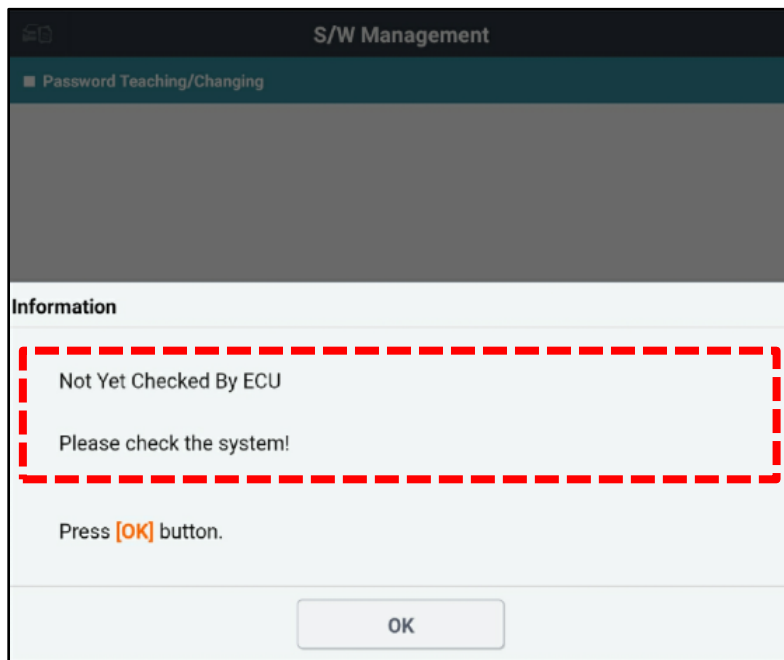 S/W Management
■ Password Teaching/Changing
Information
Not Yet Checked By ECU
Please check the system!
Press [OK] button.
OK